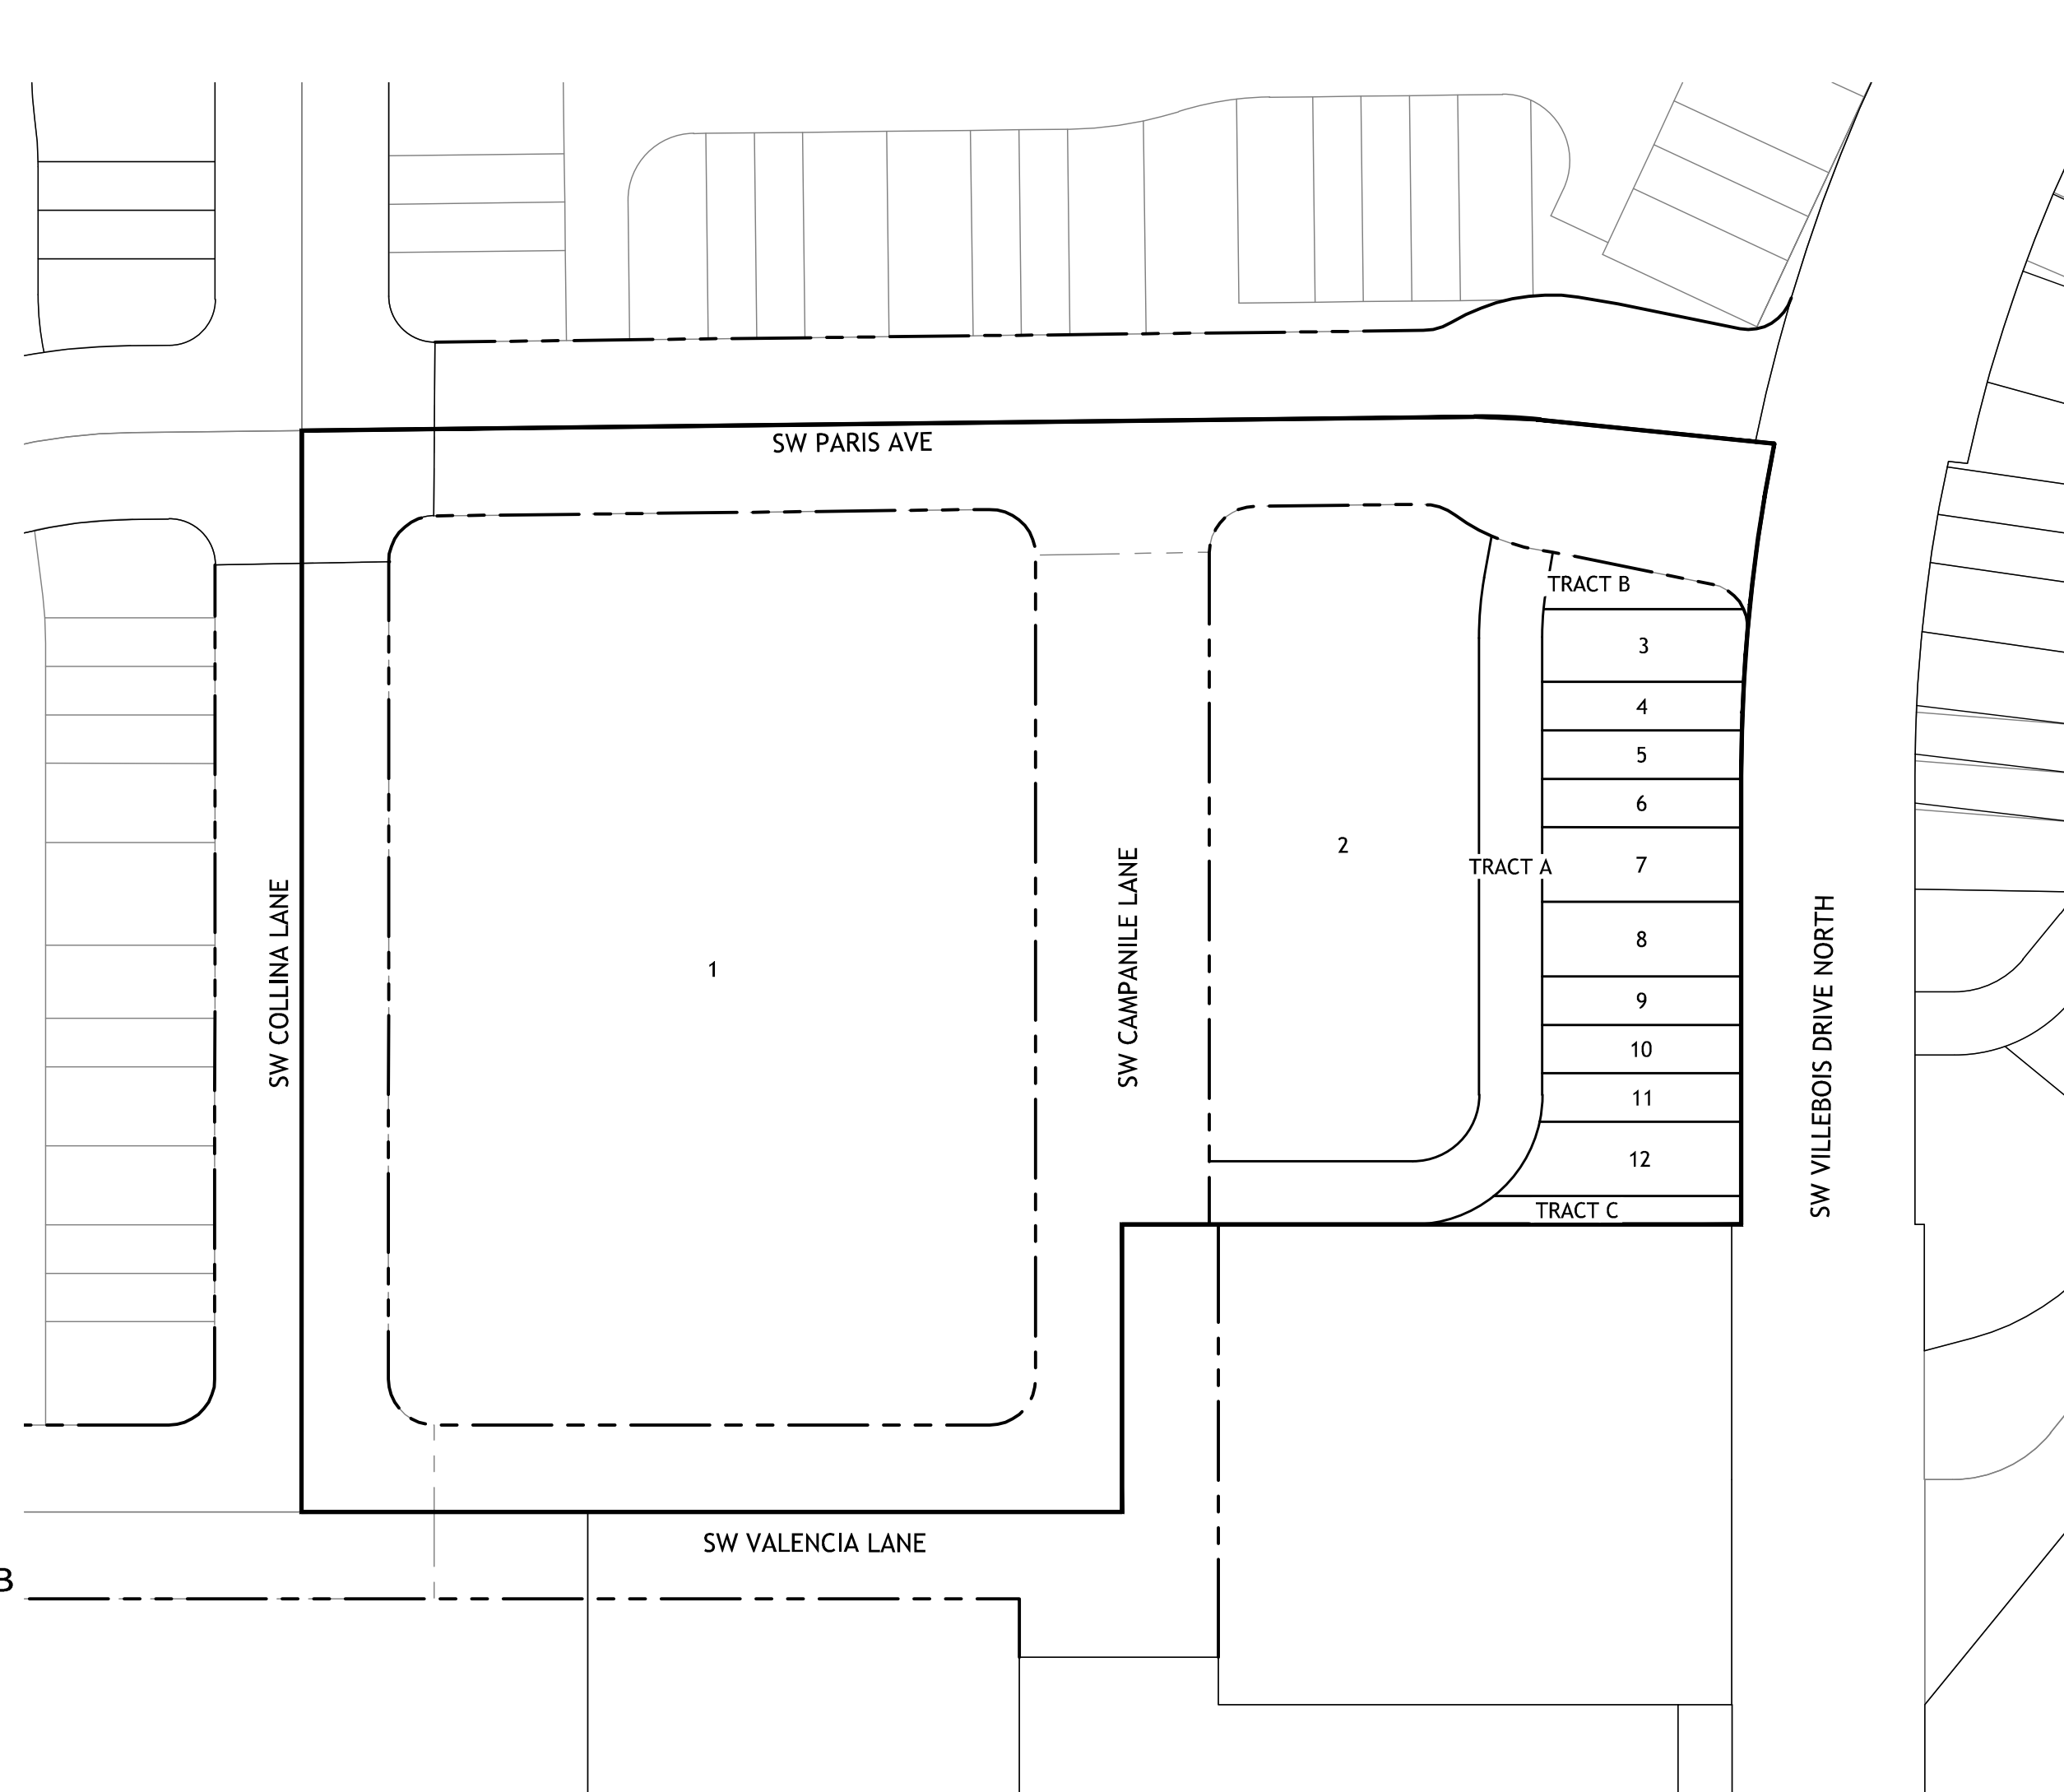 SW PARIS AVE
TRACT B
3
4
5
6
2
TRACT A
7
8
SW COLLINA LANE
SW CAMPANILE LANE
1
9
SW VILLEBOIS DRIVE NORTH
10
11
12
TRACT C
SW VALENCIA LANE